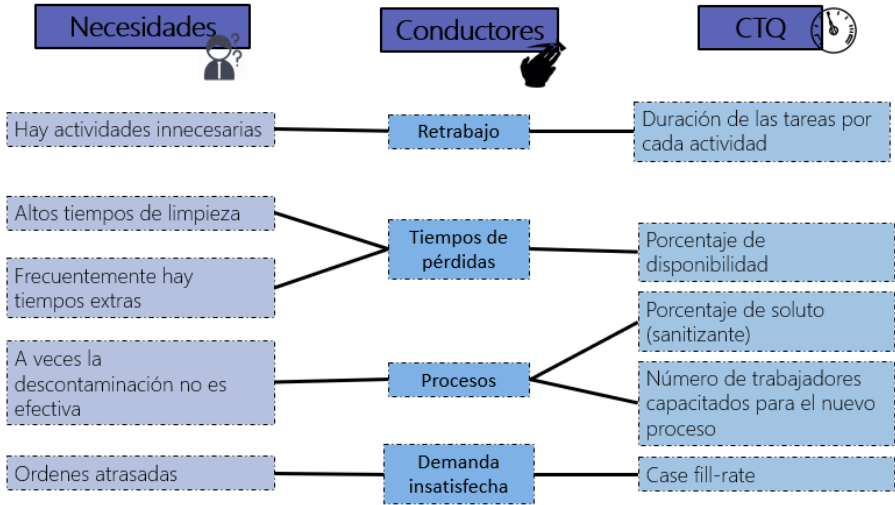 Necesidades
Conductores
CTQ
? ?
?
Hay actividades innecesarias
Retrabajo
Duración de las tareas por
cada actividad
Altos tiempos de limpieza
Frecuentemente hay
tiempos extras
Tiempos de
pérdidas
Porcentaje de
disponibilidad
A veces la
descontaminación no es
efectiva
Procesos
Porcentaje de soluto
(sanitizante)
Número de trabajadores
capacitados para el nuevo
proceso
Ordenes atrasadas
Demanda
insatisfecha
Case fill-rate